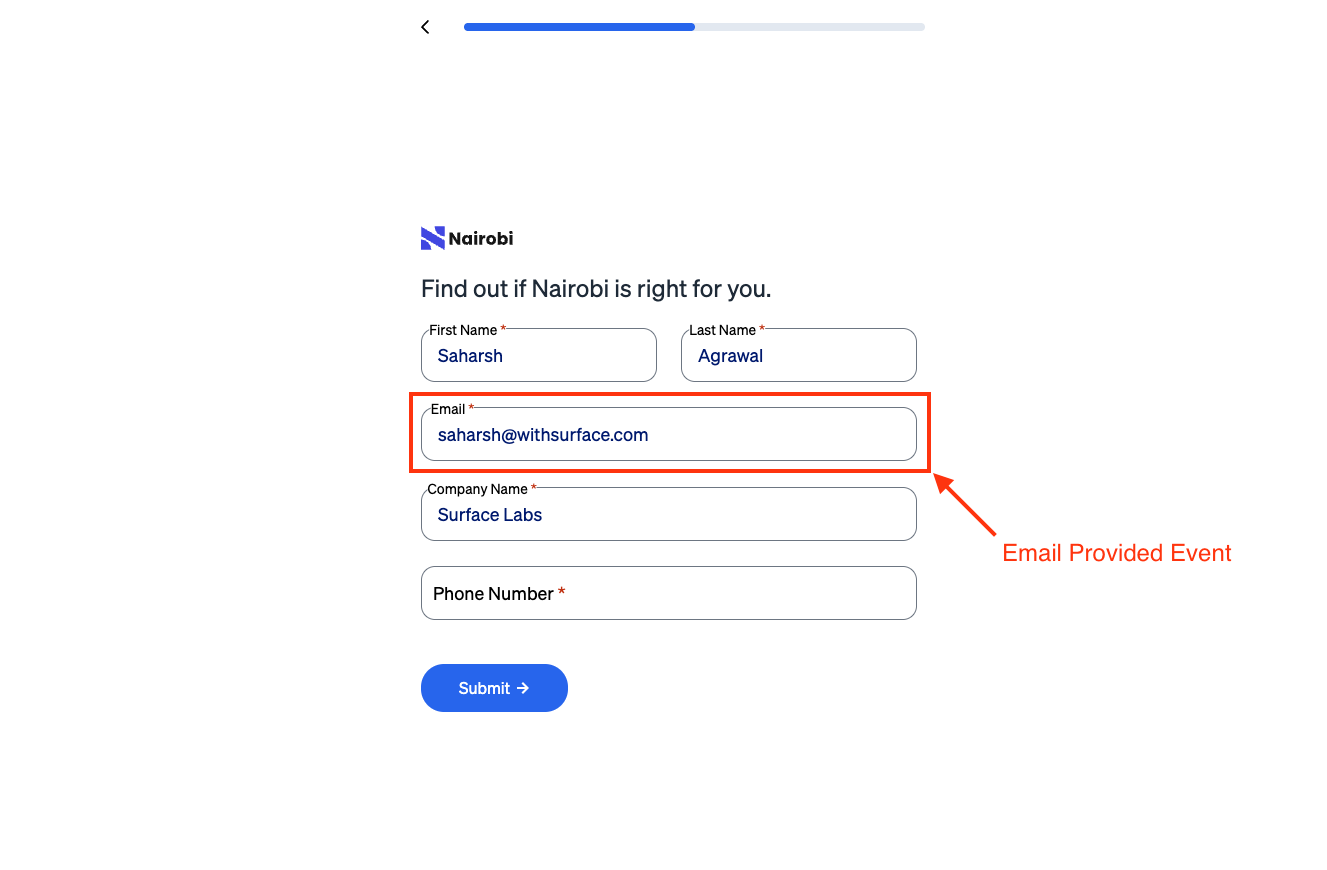 Nairobi
Find out if Nairobi is right for you.
First Name *
Saharsh
Last Name *
Agrawal
Email *
saharsh@withsurface.com
Company Name *
Surface Labs
Email Provided Event
Phone Number *
Submit →